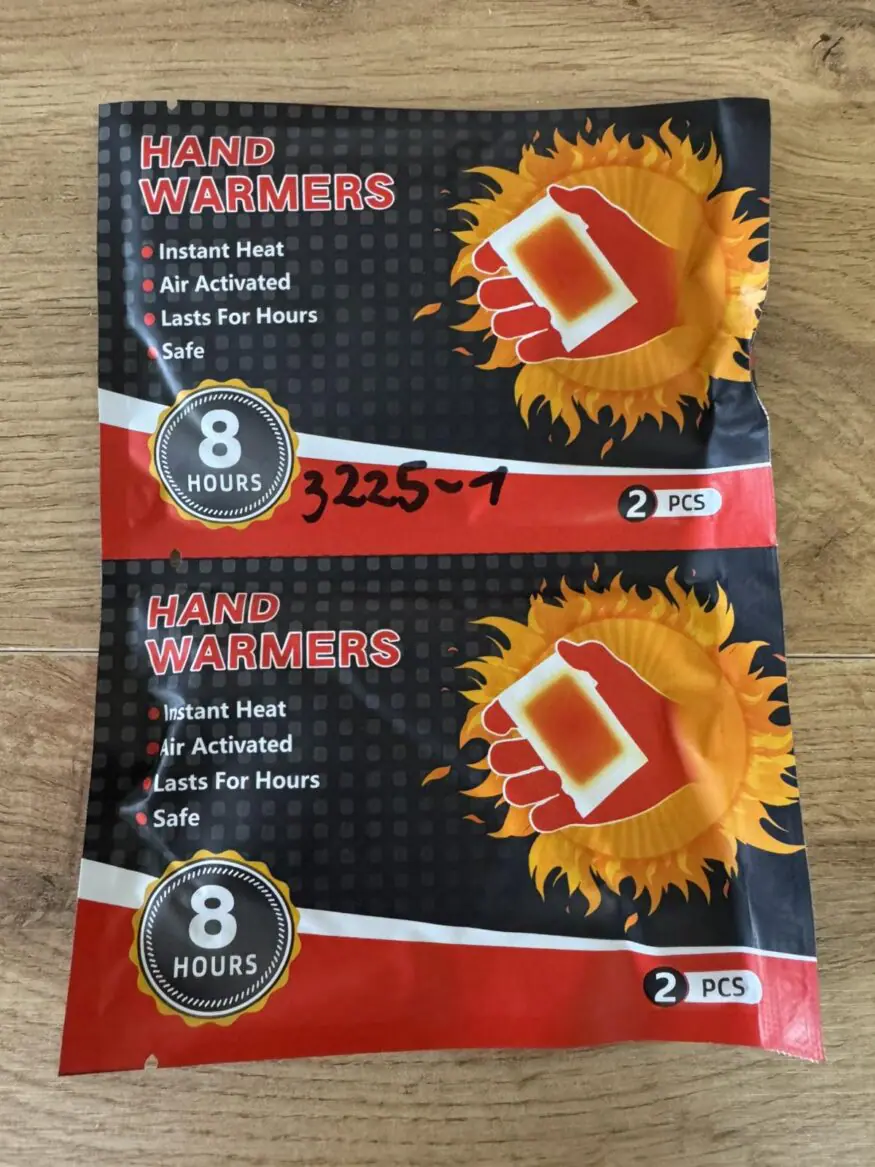 HAND
WARMERS
Instant Heat
Air Activated
Lasts For Hours
Safe
8
HOURS
3225-1
2 PCS
HAND
WARMERS
Instant Heat
Air Activated
Lasts For Hours
Safe
8
HOURS
2 PCS